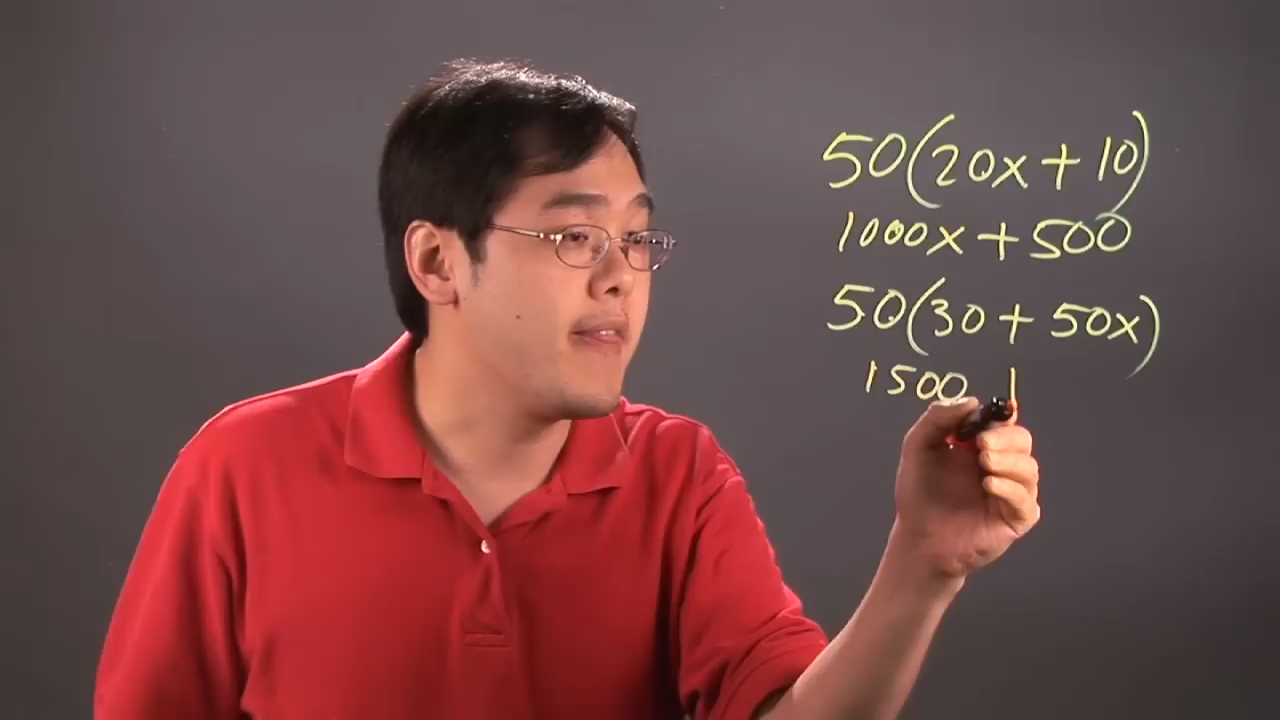 50(20x + 10)
1000x + 500
50(30 + 50x)
1500